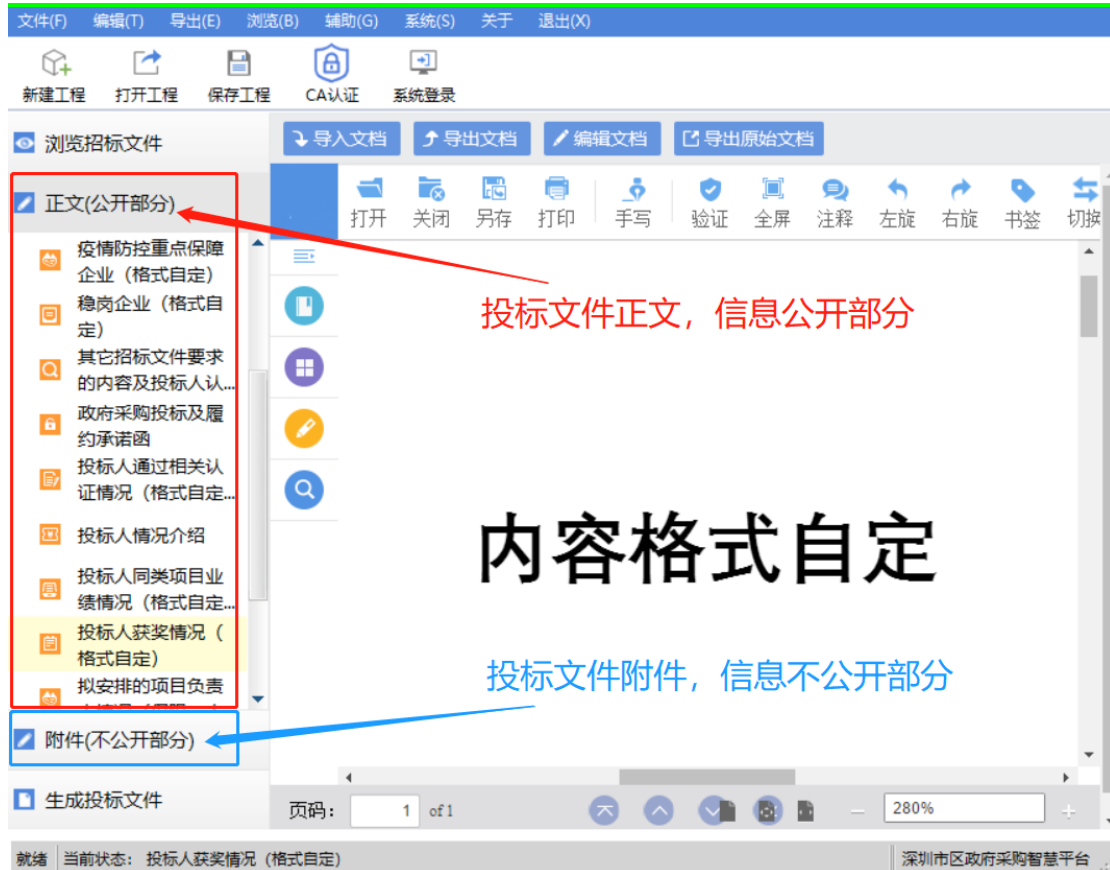 文件(F) 编辑(T) 导出(E) 浏览(B) 辅助(G) 系统(S) 关于 退出(X)
新建工程 打开工程 保存工程 CA认证 系统登录
浏览招标文件
导入文档 导出文档 编辑文档 导出原始文档
正文(公开部分)
打开 关闭 另存 打印 手写 验证 全屏 注释 左旋 右旋 书签 切换
疫情防控重点保障
企业（格式自定）
稳岗企业（格式自
定）
其它招标文件要求
的内容及投标人认...
政府采购投标及履
约承诺函
投标人通过相关认
证情况（格式自定...
投标人情况介绍
投标人同类项目业
绩情况（格式自定...
投标人获奖情况（
格式自定）
拟安排的项目负责
投标文件正文，信息公开部分
内容格式自定
投标文件附件，信息不公开部分
附件(不公开部分)
生成投标文件
页码： 1 of 1 280%
就绪 当前状态： 投标人获奖情况（格式自定） 深圳市区政府采购智慧平台